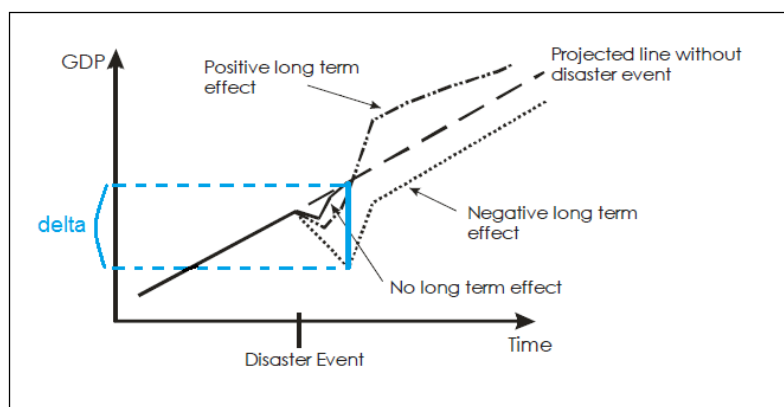 GDP
Positive long term
effect
Projected line without
disaster event
delta
Negative long term
effect
No long term effect
Time
Disaster Event